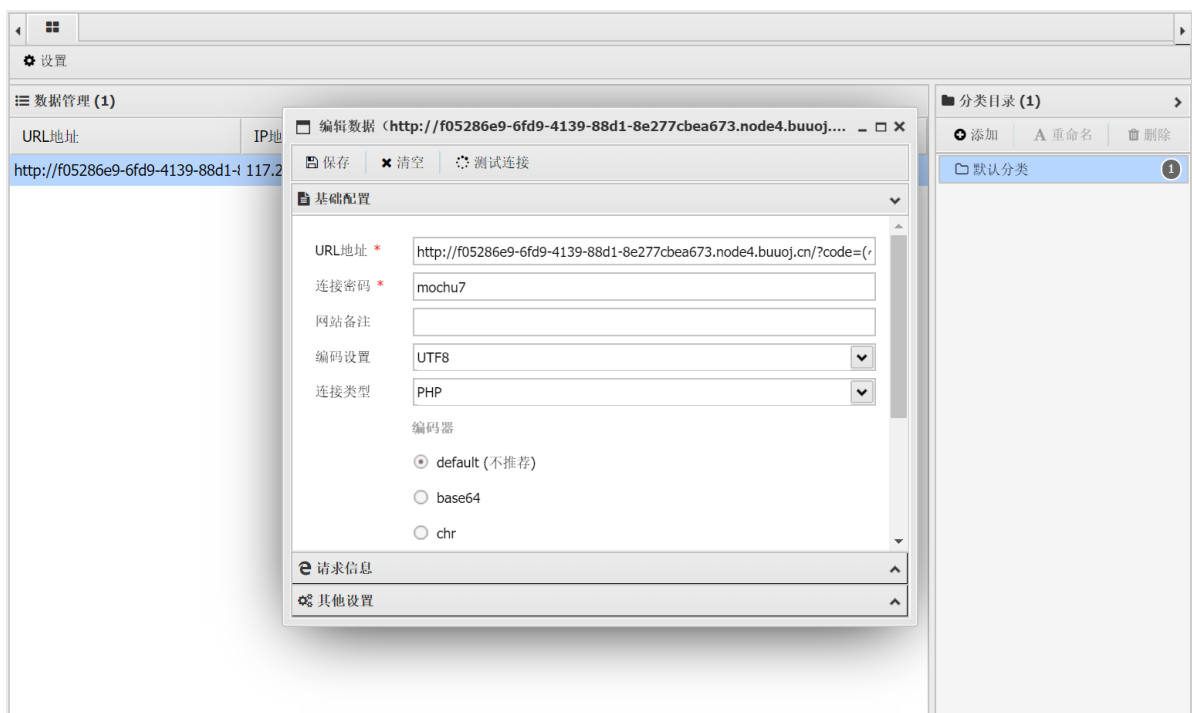 设置
数据管理 (1)
分类目录 (1)
URL地址
IP地
添加
重命名
删除
http://f05286e9-6fd9-4139-88d1-8
117.2
默认分类
1
编辑数据 (http://f05286e9-6fd9-4139-88d1-8e277cbea673.node4.buuoj....
保存
清空
测试连接
基础配置
URL地址 *
http://f05286e9-6fd9-4139-88d1-8e277cbea673.node4.buuoj.cn/?code=(
连接密码 *
mochu7
网站备注
编码设置
UTF8
连接类型
PHP
编码器
default (不推荐)
base64
chr
请求信息
其他设置